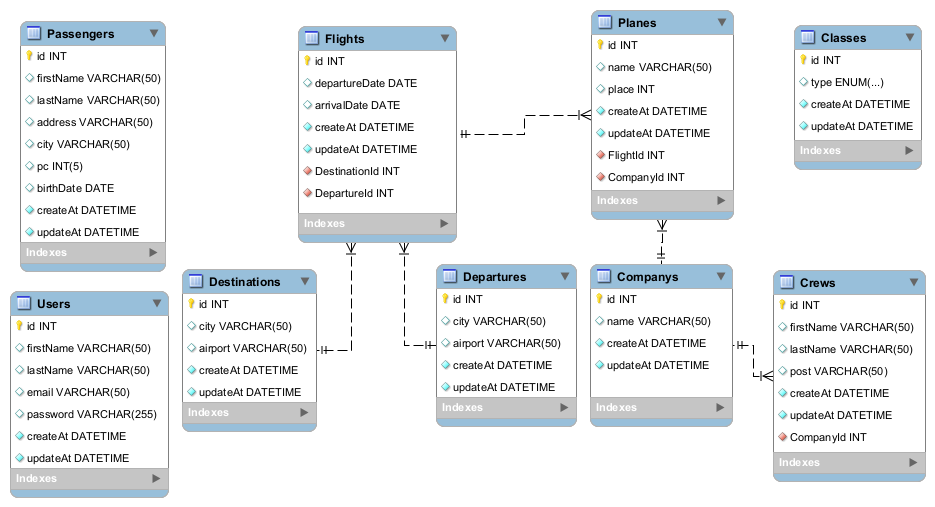 Passengers
id INT
firstName VARCHAR(50)
lastName VARCHAR(50)
address VARCHAR(50)
city VARCHAR(50)
pc INT(5)
birthDate DATE
createAt DATETIME
updateAt DATETIME
Indexes
Flights
id INT
departureDate DATE
arrivalDate DATE
createAt DATETIME
updateAt DATETIME
DestinationId INT
DepartureId INT
Indexes
Planes
id INT
name VARCHAR(50)
place INT
createAt DATETIME
updateAt DATETIME
FlightId INT
CompanyId INT
Indexes
Classes
id INT
type ENUM(...)
createAt DATETIME
updateAt DATETIME
Indexes
Users
id INT
firstName VARCHAR(50)
lastName VARCHAR(50)
email VARCHAR(50)
password VARCHAR(255)
createAt DATETIME
updateAt DATETIME
Indexes
Destinations
id INT
city VARCHAR(50)
airport VARCHAR(50)
createAt DATETIME
updateAt DATETIME
Indexes
Departures
id INT
city VARCHAR(50)
airport VARCHAR(50)
createAt DATETIME
updateAt DATETIME
Indexes
Companys
id INT
name VARCHAR(50)
createAt DATETIME
updateAt DATETIME
Indexes
Crews
id INT
firstName VARCHAR(50)
lastName VARCHAR(50)
post VARCHAR(50)
createAt DATETIME
updateAt DATETIME
CompanyId INT
Indexes